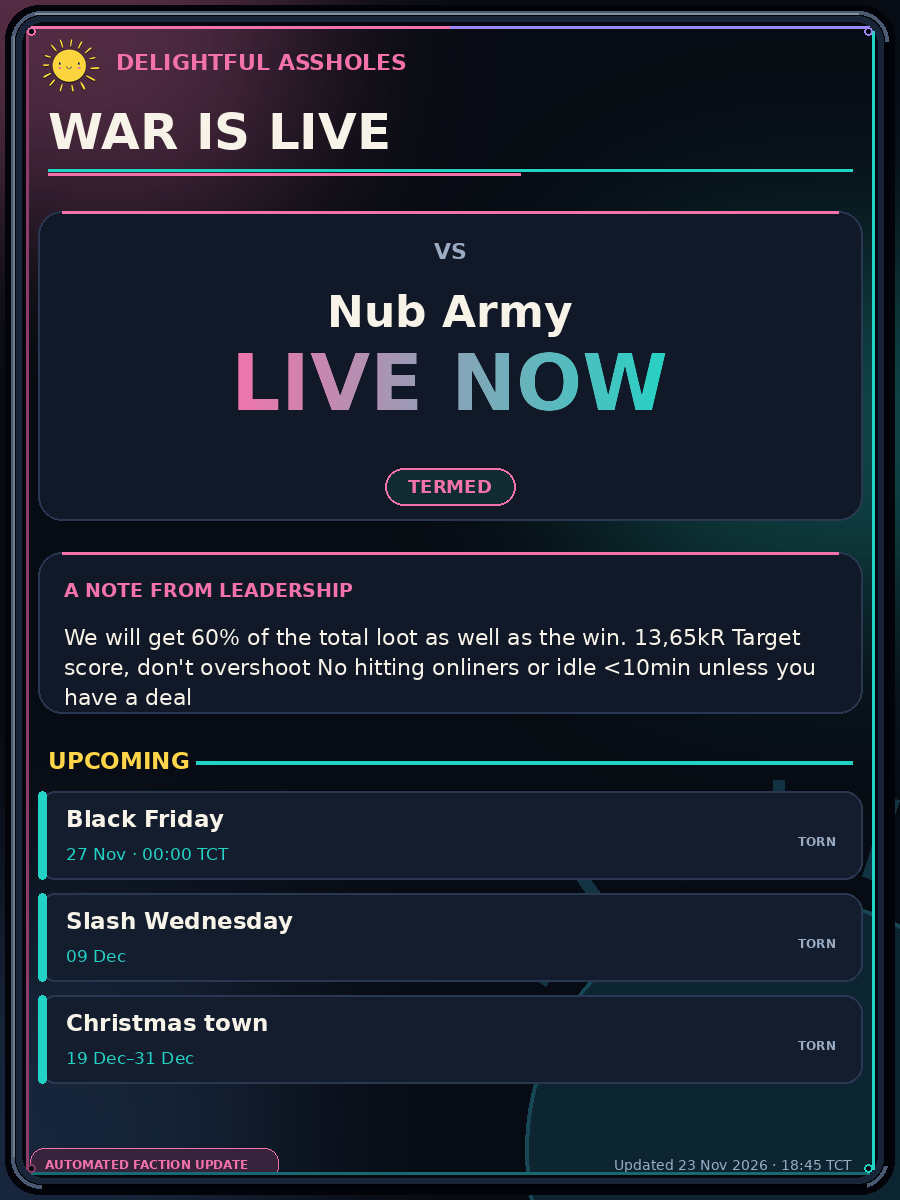 DELIGHTFUL ASSHOLES
WAR IS LIVE
VS
Nub Army
LIVE NOW
TERMED
A NOTE FROM LEADERSHIP
We will get 60% of the total loot as well as the win. 13,65kR Target
score, don't overshoot No hitting onliners or idle <10min unless you
have a deal
UPCOMING
Black Friday
27 Nov · 00:00 TCT
TORN
Slash Wednesday
09 Dec
TORN
Christmas town
19 Dec–31 Dec
TORN
AUTOMATED FACTION UPDATE
Updated 23 Nov 2026 · 18:45 TCT